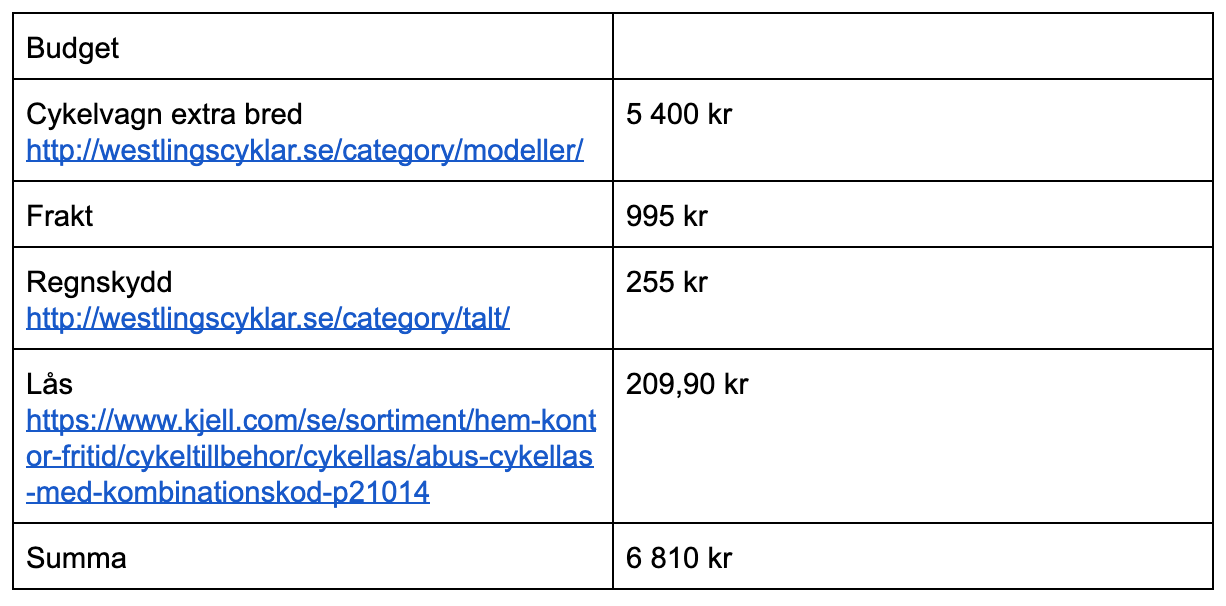 Budget
Cykelvagn extra bred
5 400 kr
http://westlingscyklar.se/category/modeller/
Frakt
995 kr
Regnskydd
255 kr
http://westlingscyklar.se/category/talt/
Lås
209,90 kr
https://www.kjell.com/se/sortiment/hem-kont
or-fritid/cykeltillbehor/cykellas/abus-cykellas
-med-kombinationskod-p21014
Summa
6 810 kr